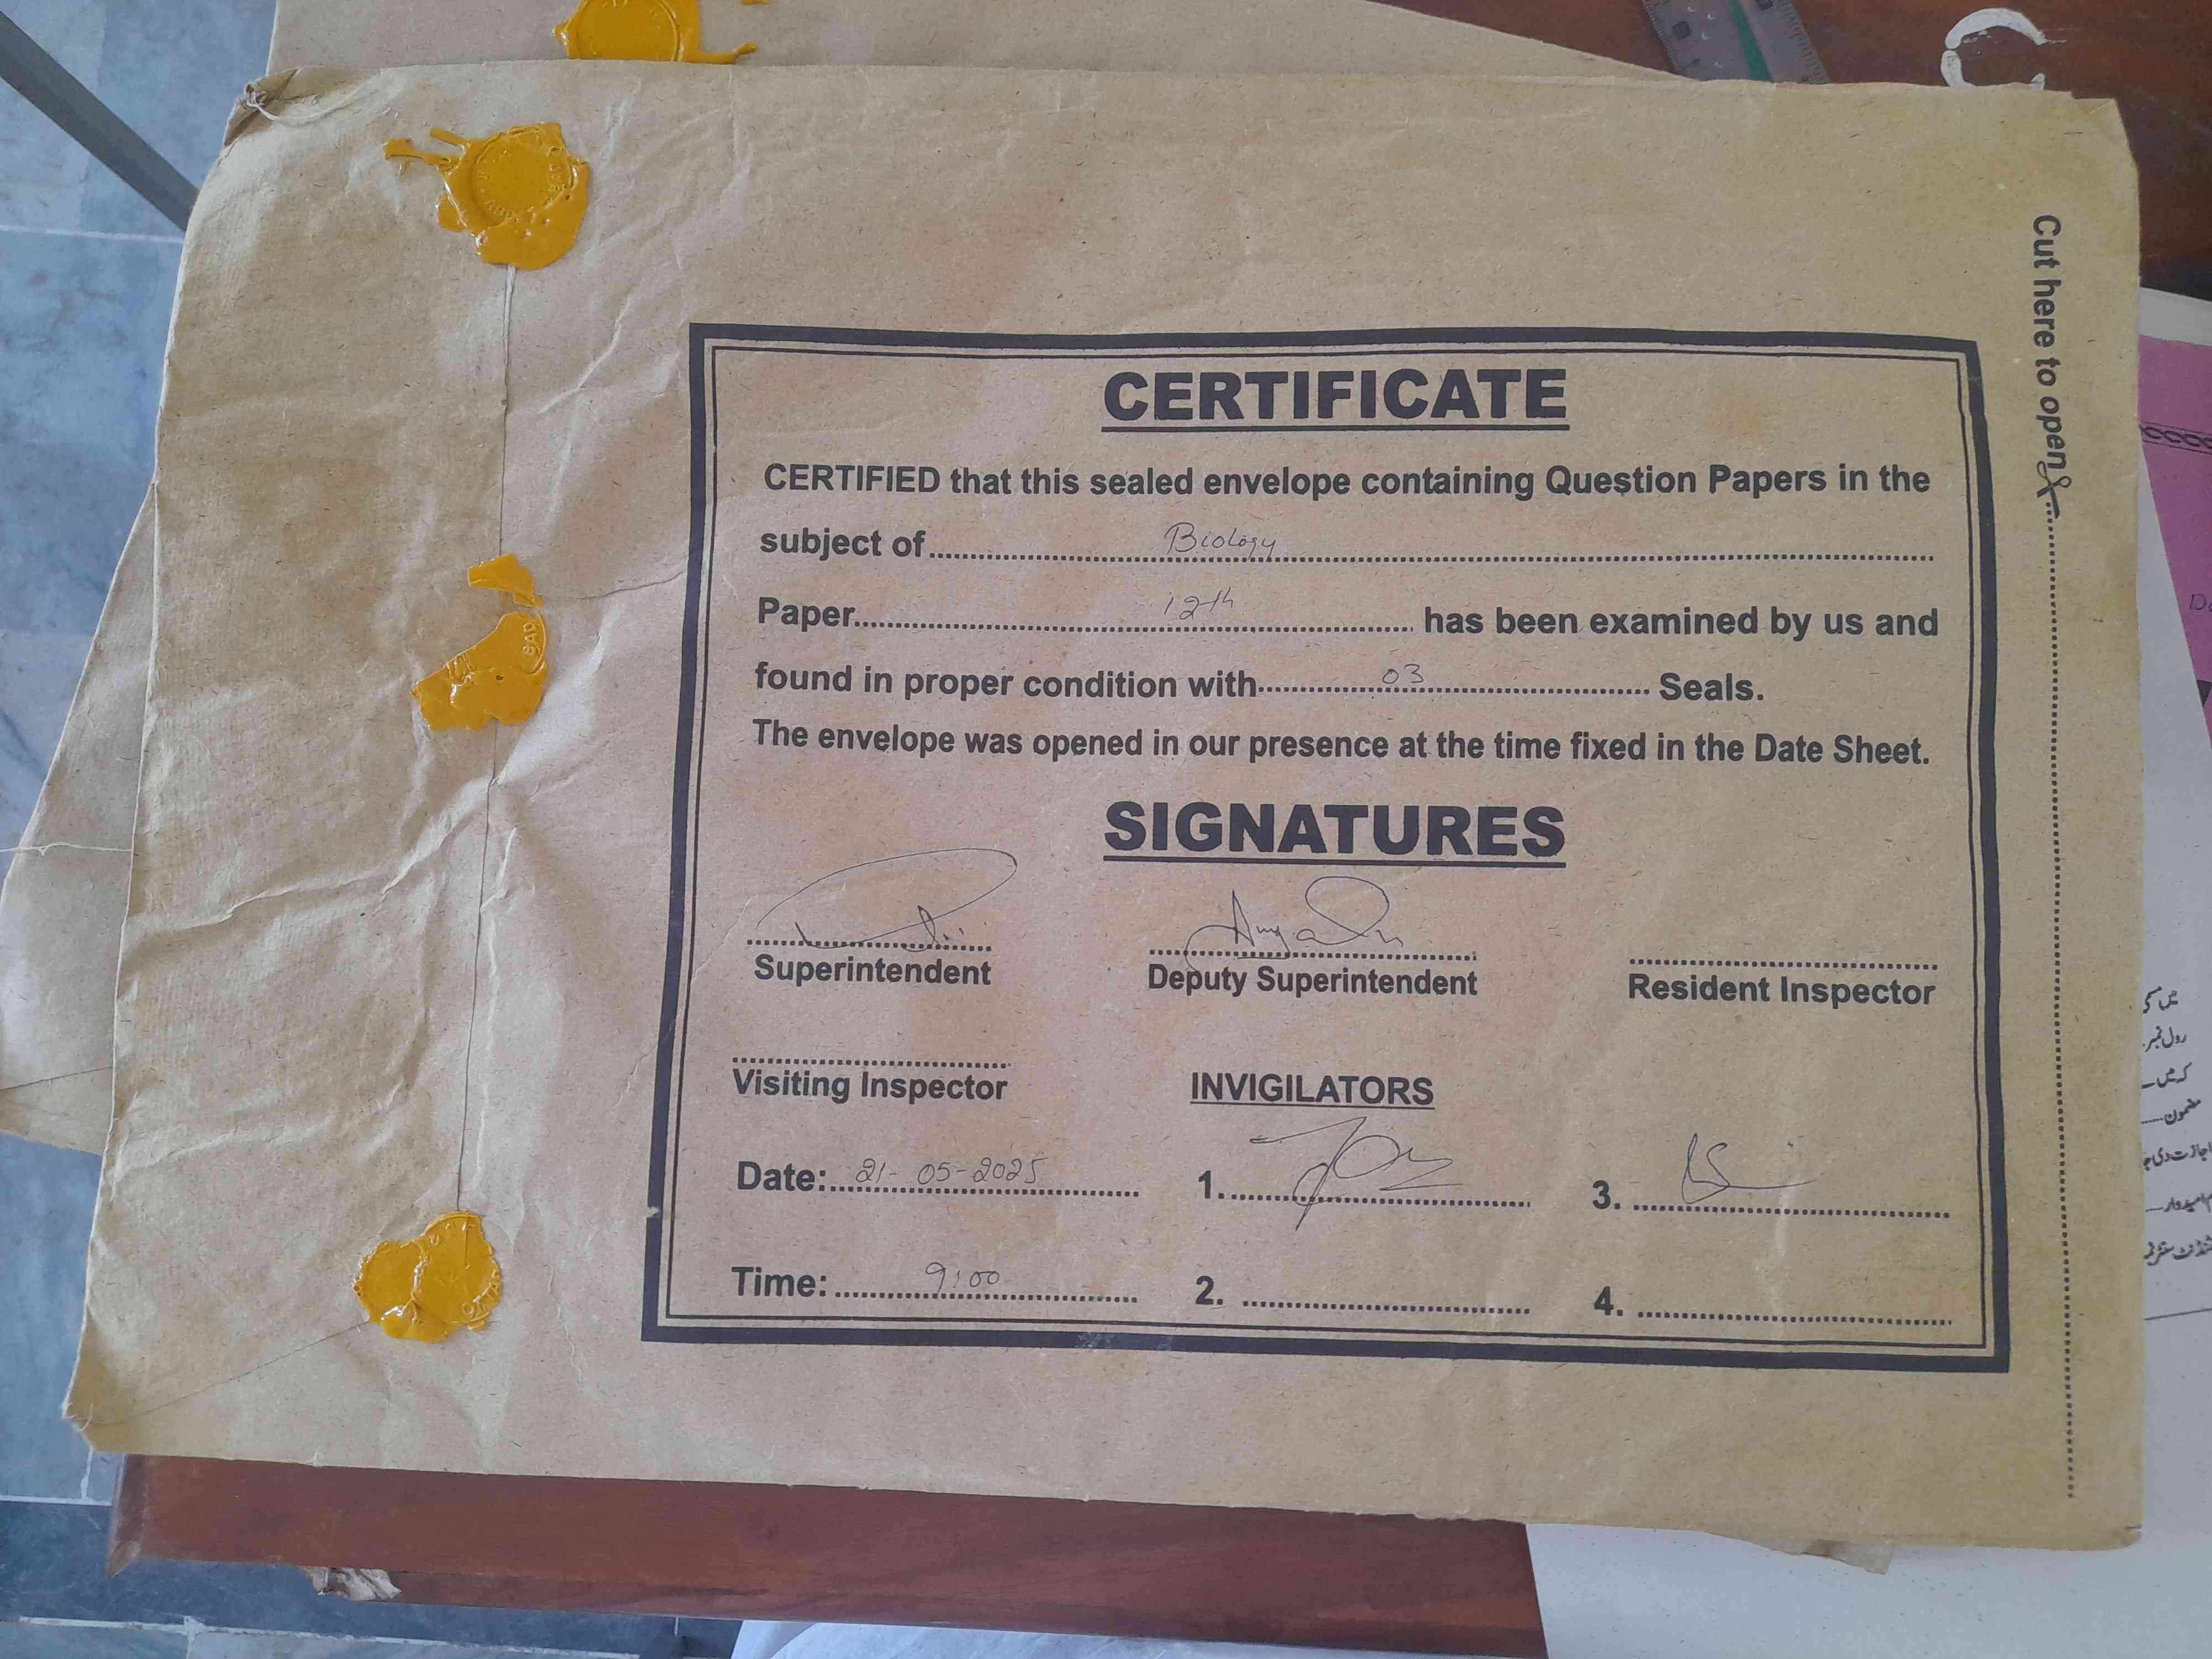 Cut here to open
CERTIFICATE
CERTIFIED that this sealed envelope containing Question Papers in the
subject of Biology
Paper 12th has been examined by us and
found in proper condition with 03 Seals.
The envelope was opened in our presence at the time fixed in the Date Sheet.
SIGNATURES
Superintendent Deputy Superintendent Resident Inspector
Visiting Inspector INVIGILATORS
Date: 21-05-2025 1. 3.
Time: 9:00 2. 4.
رول نمبر
مضمون